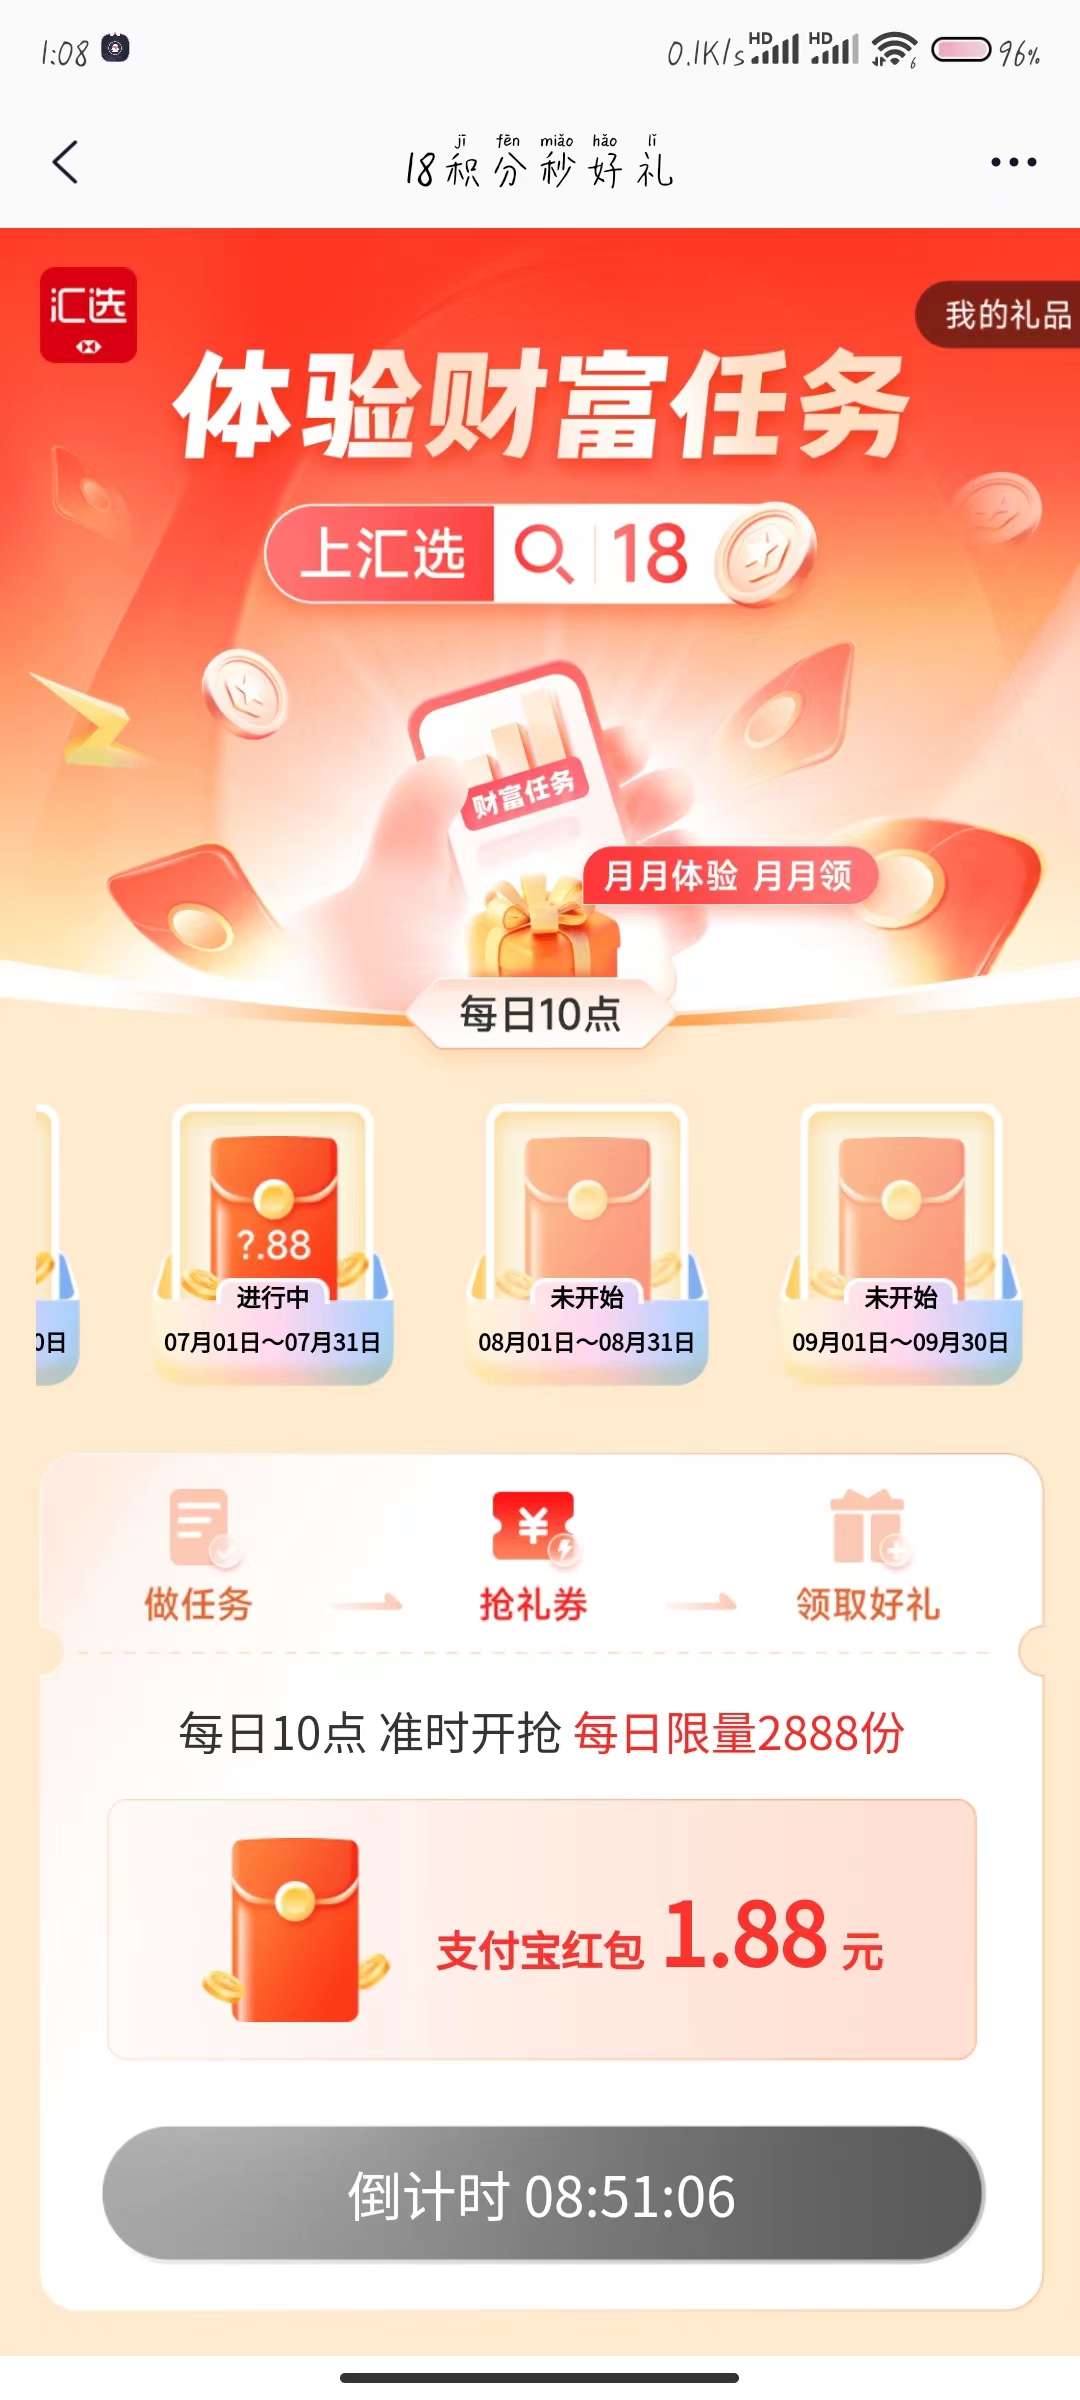 1:08
0.1K/s HD HD 6 96%
jī fēn miǎo hǎo lǐ
18积分秒好礼
汇选
我的礼品
体验财富任务
上汇选 18
财富任务
月月体验 月月领
每日10点
?.88
进行中
未开始
未开始
0日
07月01日～07月31日
08月01日～08月31日
09月01日～09月30日
做任务
抢礼券
领取好礼
每日10点 准时开抢 每日限量2888份
支付宝红包 1.88 元
倒计时 08:51:06